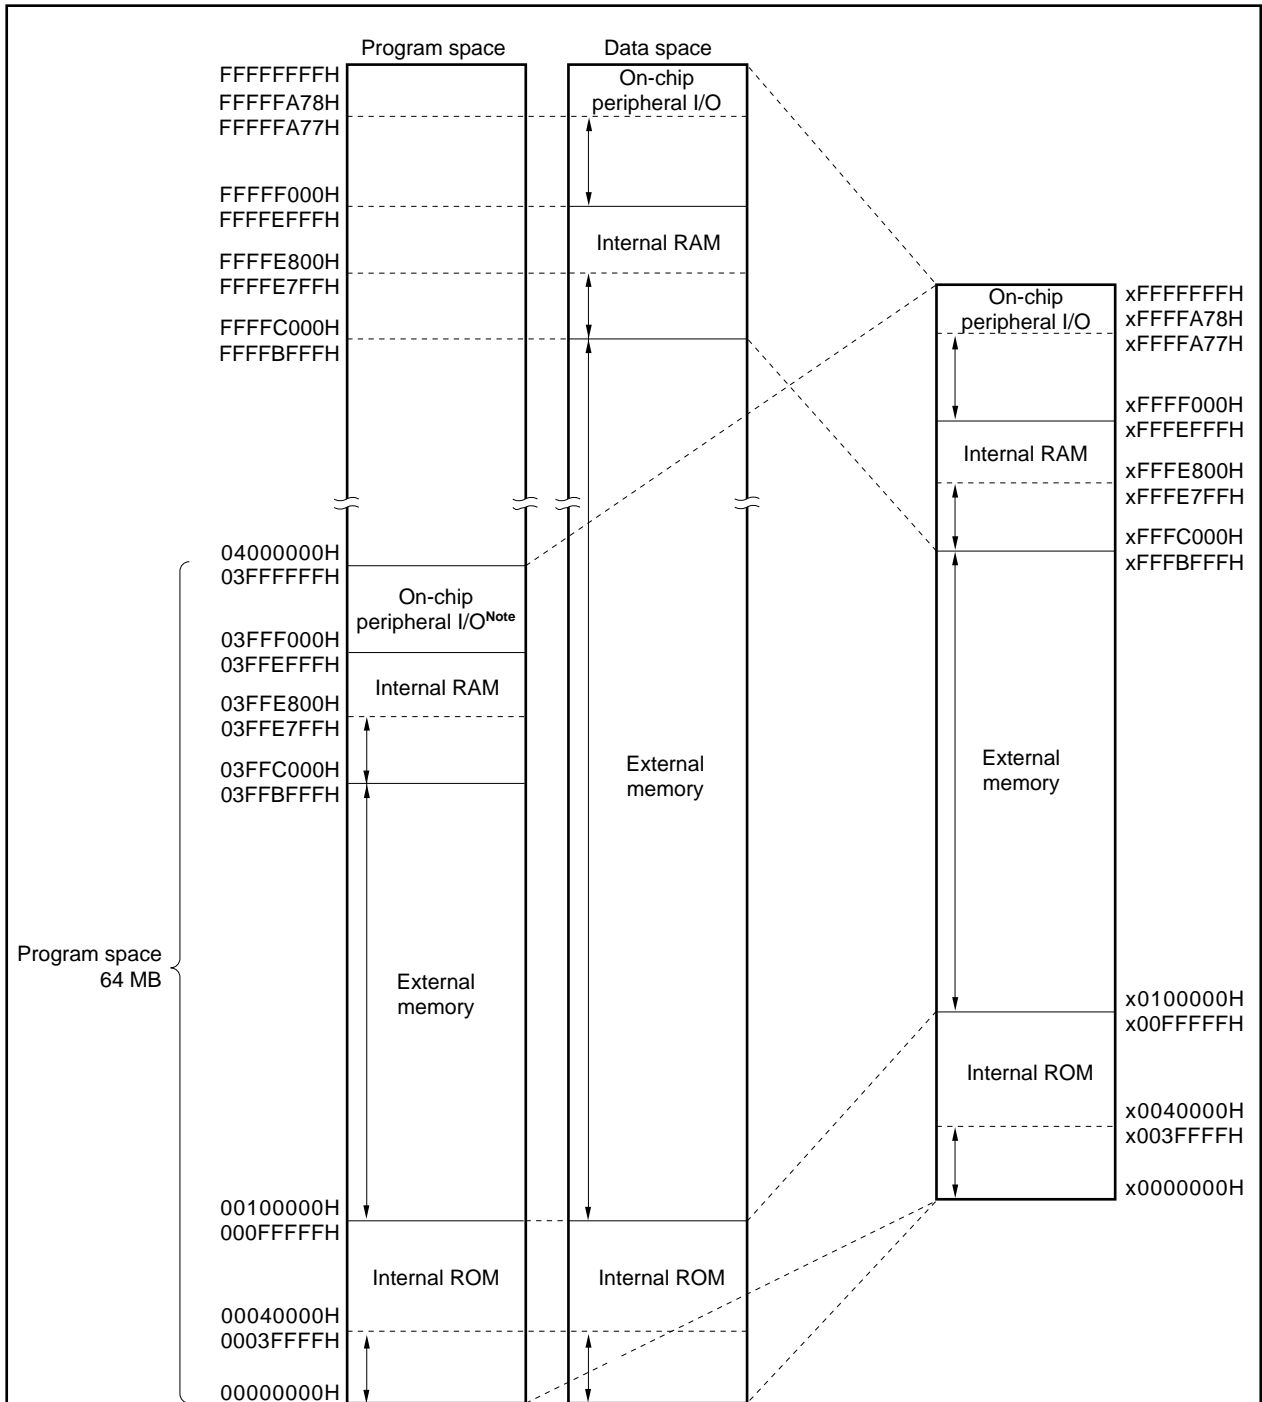 Program space
Data space
FFFFFFFFH
FFFFFA78H
FFFFFA77H
FFFFF000H
FFFFEFFFH
FFFFE800H
FFFFE7FFH
FFFFC000H
FFFFBFFFH
On-chip
peripheral I/O
Internal RAM
04000000H
03FFFFFFH
03FFF000H
03FFEFFFH
03FFE800H
03FFE7FFH
03FFC000H
03FFBFFFH
On-chip
peripheral I/ONote
Internal RAM
External
memory
Program space
64 MB
External
memory
00100000H
000FFFFFH
00040000H
0003FFFFH
00000000H
Internal ROM
Internal ROM
On-chip
peripheral I/O
Internal RAM
External
memory
Internal ROM
xFFFFFFFH
xFFFFA78H
xFFFFA77H
xFFFF000H
xFFFEFFFH
xFFFE800H
xFFFE7FFH
xFFFC000H
xFFFBFFFH
x0100000H
x00FFFFFH
x0040000H
x003FFFFH
x0000000H